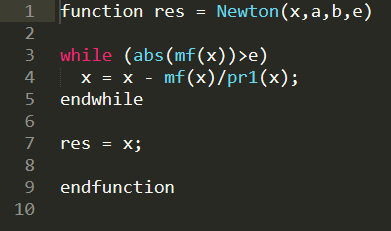 1 function res = Newton(x,a,b,e)
2
3 while (abs(mf(x))>e)
4   x = x - mf(x)/pr1(x);
5 endwhile
6
7 res = x;
8
9 endfunction
10